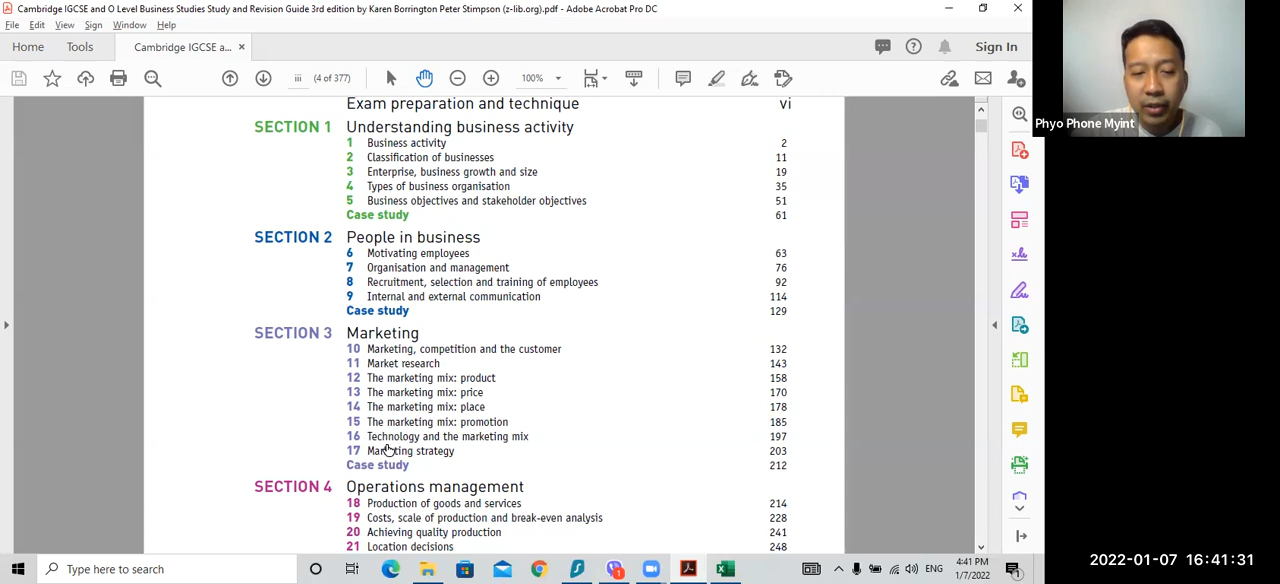 Cambridge IGCSE and O Level Business Studies Study and Revision Guide 3rd edition by Karen Borrington Peter Stimpson (z-lib.org).pdf - Adobe Acrobat Pro DC
File Edit View Sign Window Help
Home Tools Cambridge IGCSE a... × Sign In
iii (4 of 377) 100%
Phyo Phone Myint
Exam preparation and technique vi
SECTION 1 Understanding business activity
1 Business activity 2
2 Classification of businesses 11
3 Enterprise, business growth and size 19
4 Types of business organisation 35
5 Business objectives and stakeholder objectives 51
Case study 61
SECTION 2 People in business
6 Motivating employees 63
7 Organisation and management 76
8 Recruitment, selection and training of employees 92
9 Internal and external communication 114
Case study 129
SECTION 3 Marketing
10 Marketing, competition and the customer 132
11 Market research 143
12 The marketing mix: product 158
13 The marketing mix: price 170
14 The marketing mix: place 178
15 The marketing mix: promotion 185
16 Technology and the marketing mix 197
17 Marketing strategy 203
Case study 212
SECTION 4 Operations management
18 Production of goods and services 214
19 Costs, scale of production and break-even analysis 228
20 Achieving quality production 241
21 Location decisions 248
Type here to search
ENG
4:41 PM
1/7/2022
2022-01-07 16:41:31